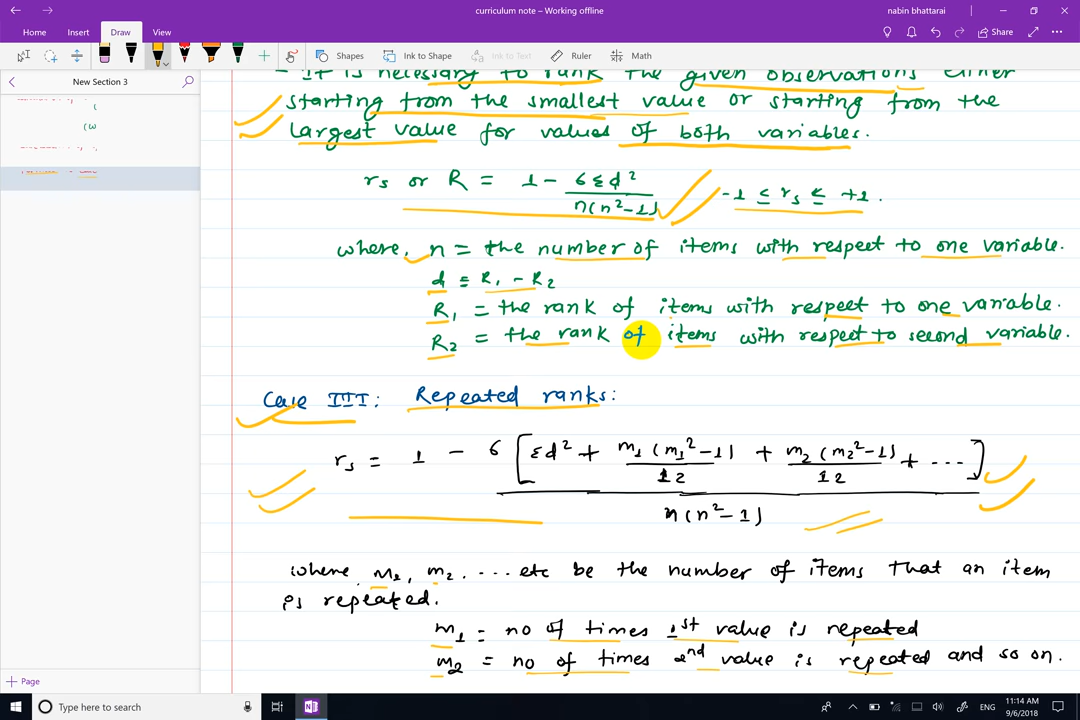 curriculum note – Working offline
nabin bhattarai
Home Insert Draw View
Share
Shapes Ink to Shape Ink to Text Ruler Math
New Section 3
- It is necessary to rank the given observations either
starting from the smallest value or starting from the
largest value for values of both variables.
rs or R = 1 - 6Σd² / n(n²-1)
-1 ≤ rs ≤ +1.
where, n = the number of items with respect to one variable.
d = R₁ - R₂
R₁ = the rank of items with respect to one variable.
R₂ = the rank of items with respect to second variable.
Case III: Repeated ranks:
rs = 1 - 6 [Σd² + m₁(m₁²-1)/12 + m₂(m₂²-1)/12 + ...] / n(n²-1)
where m₁, m₂. .... etc be the number of items that an item
is repeated.
m₁ = no of times 1st value is repeated
m₂ = no of times 2nd value is repeated and so on.
+ Page
Type here to search
ENG
11:14 AM
9/6/2018